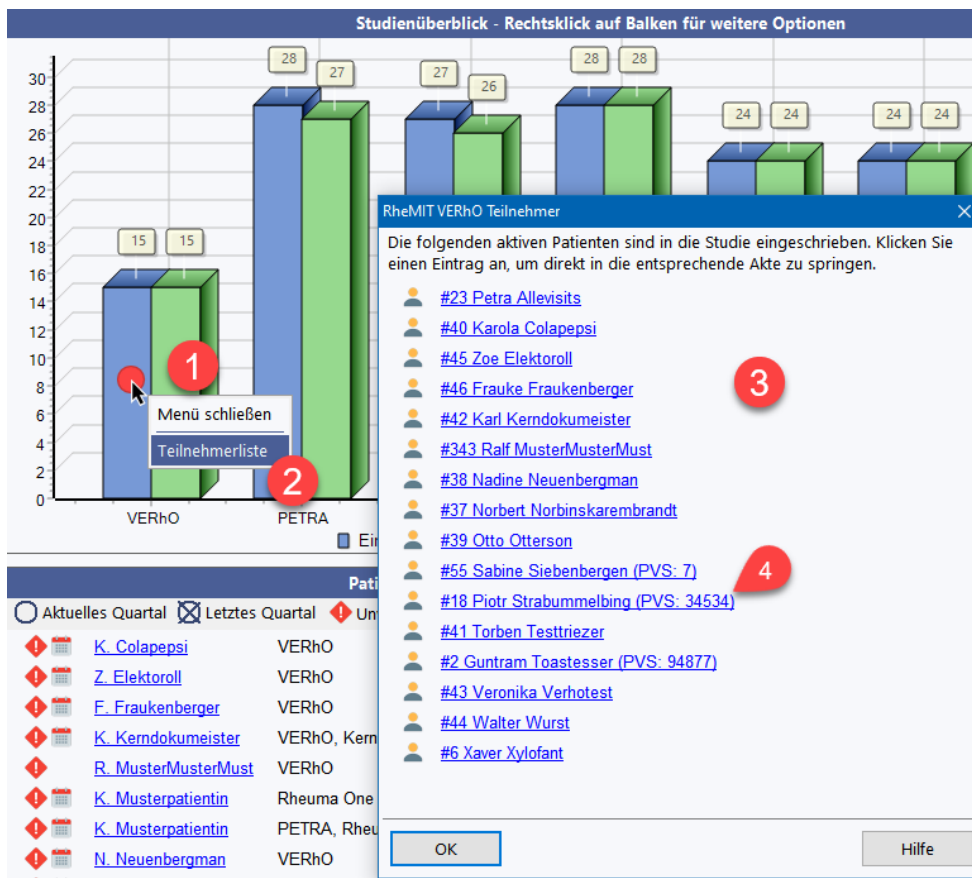 Studienüberblick - Rechtsklick auf Balken für weitere Optionen
30
28
26
24
22
20
18
16
14
12
10
8
6
4
2
0
15 15
28 27
27 26
28 28
24 24
24 24
1
Menü schließen
Teilnehmerliste
2
VERhO PETRA
RheMIT VERhO Teilnehmer
Die folgenden aktiven Patienten sind in die Studie eingeschrieben. Klicken Sie
einen Eintrag an, um direkt in die entsprechende Akte zu springen.
#23 Petra Allevisits
#40 Karola Colapepsi
#45 Zoe Elektoroll
#46 Frauke Fraukenberger
#42 Karl Kerndokumeister
#343 Ralf MusterMusterMust
#38 Nadine Neuenbergman
#37 Norbert Norbinskarembrandt
#39 Otto Otterson
#55 Sabine Siebenbergen (PVS: 7)
#18 Piotr Strabummelbing (PVS: 34534)
#41 Torben Testtriezer
#2 Guntram Toastesser (PVS: 94877)
#43 Veronika Verhotest
#44 Walter Wurst
#6 Xaver Xylofant
3
4
OK Hilfe
Aktuelles Quartal Letztes Quartal
K. Colapepsi VERhO
Z. Elektoroll VERhO
F. Fraukenberger VERhO
K. Kerndokumeister VERhO, Kern
R. MusterMusterMust VERhO
K. Musterpatientin Rheuma One
K. Musterpatientin PETRA, Rheu
N. Neuenbergman VERhO